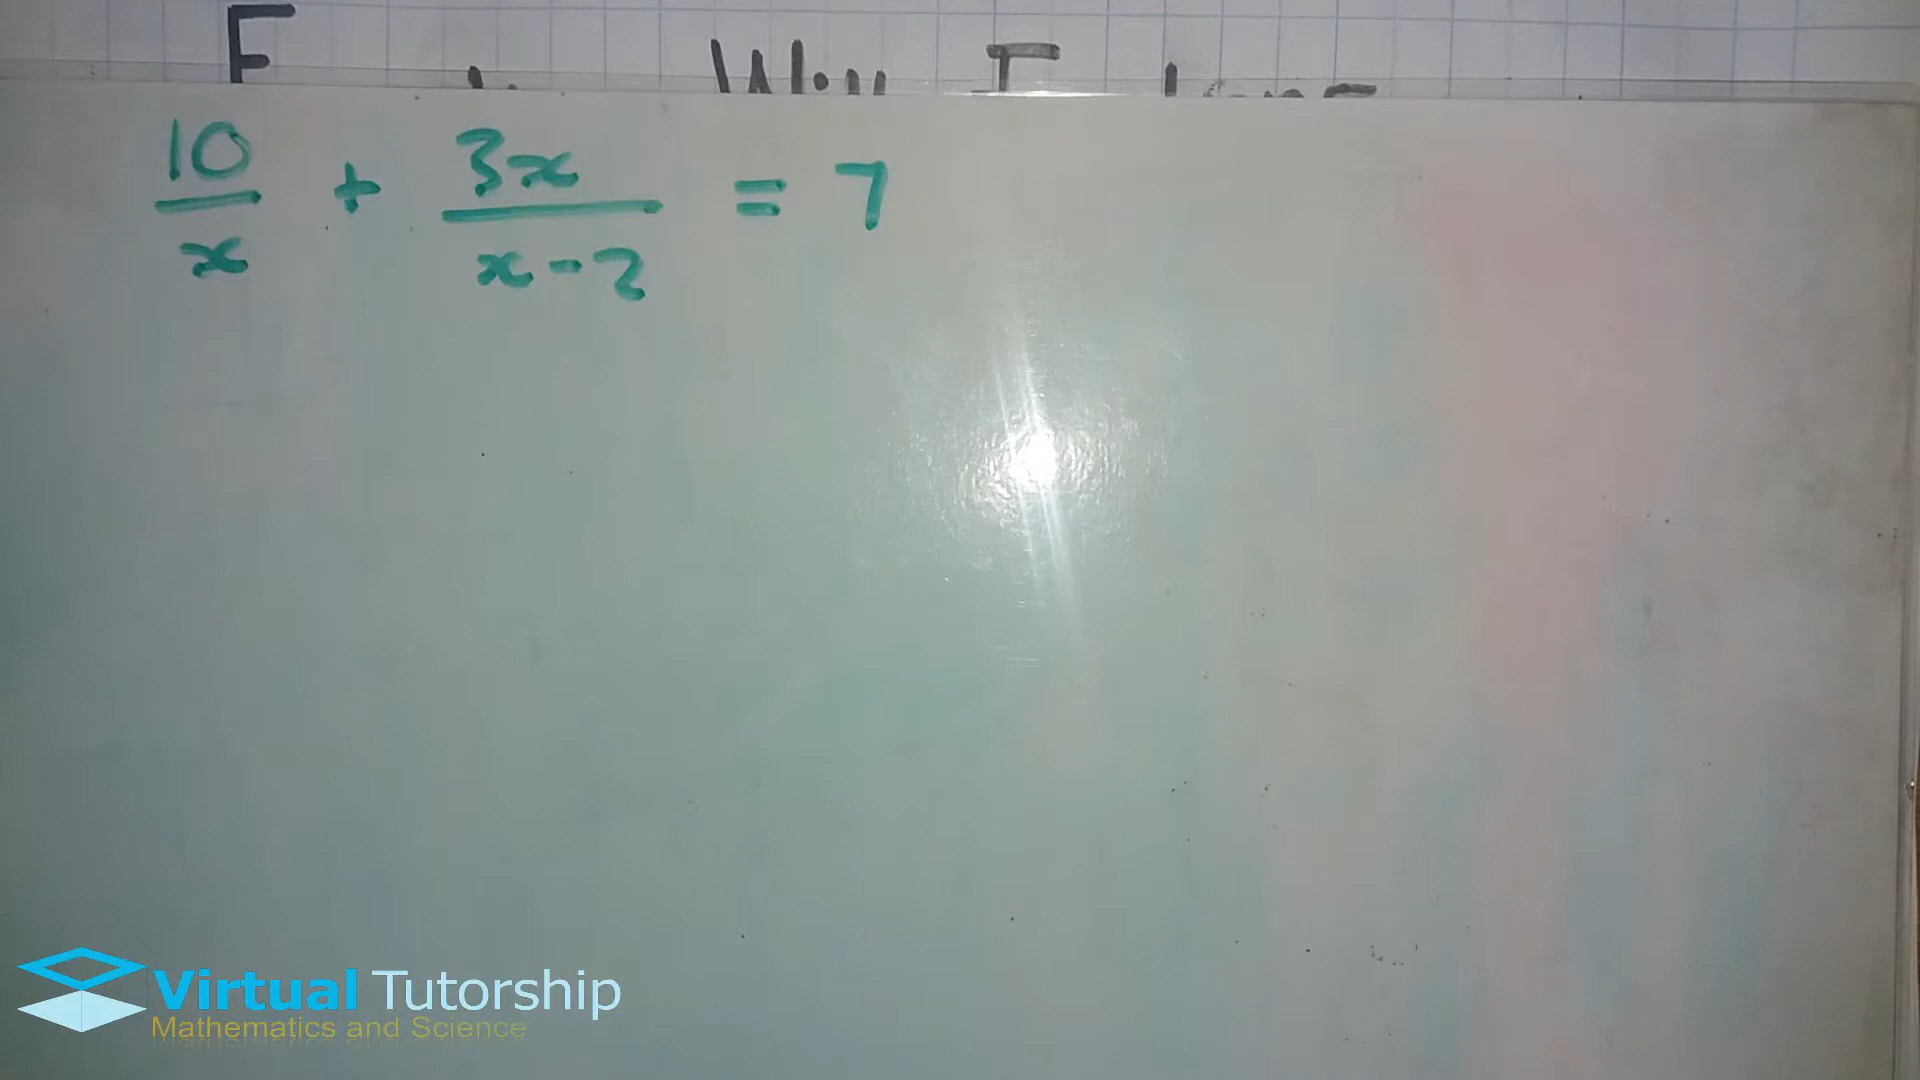 10/x + 3x/(x-2) = 7
Virtual Tutorship
Mathematics and Science